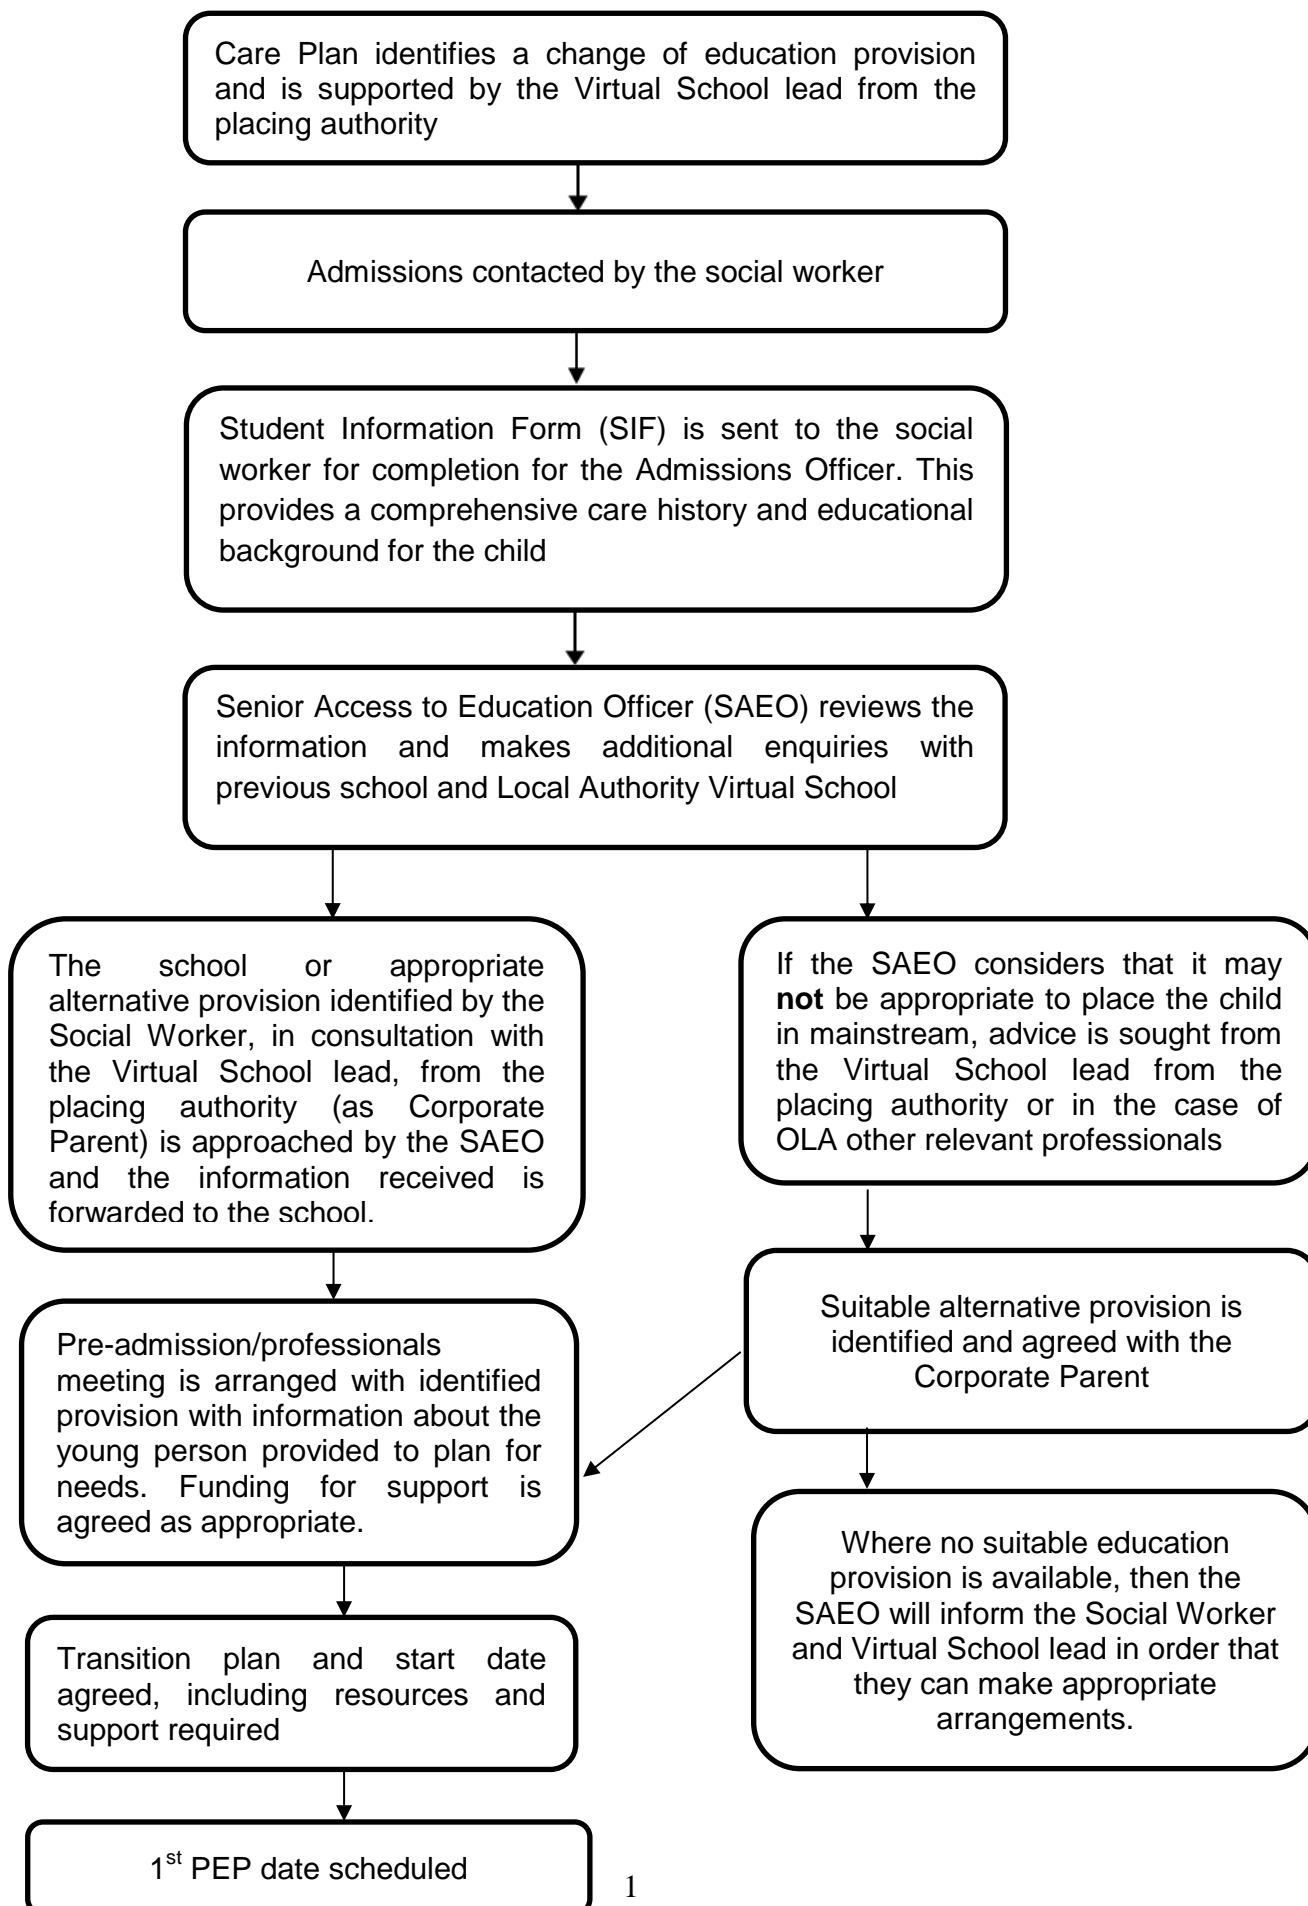 Care Plan identifies a change of education provision
and is supported by the Virtual School lead from the
placing authority
Admissions contacted by the social worker
Student Information Form (SIF) is sent to the social
worker for completion for the Admissions Officer. This
provides a comprehensive care history and educational
background for the child
Senior Access to Education Officer (SAEO) reviews the
information and makes additional enquiries with
previous school and Local Authority Virtual School
The school or appropriate
alternative provision identified by the
Social Worker, in consultation with
the Virtual School lead, from the
placing authority (as Corporate
Parent) is approached by the SAEO
and the information received is
forwarded to the school.
If the SAEO considers that it may
not be appropriate to place the child
in mainstream, advice is sought from
the Virtual School lead from the
placing authority or in the case of
OLA other relevant professionals
Suitable alternative provision is
identified and agreed with the
Corporate Parent
Pre-admission/professionals
meeting is arranged with identified
provision with information about the
young person provided to plan for
needs. Funding for support is
agreed as appropriate.
Where no suitable education
provision is available, then the
SAEO will inform the Social Worker
and Virtual School lead in order that
they can make appropriate
arrangements.
Transition plan and start date
agreed, including resources and
support required
1st PEP date scheduled
1